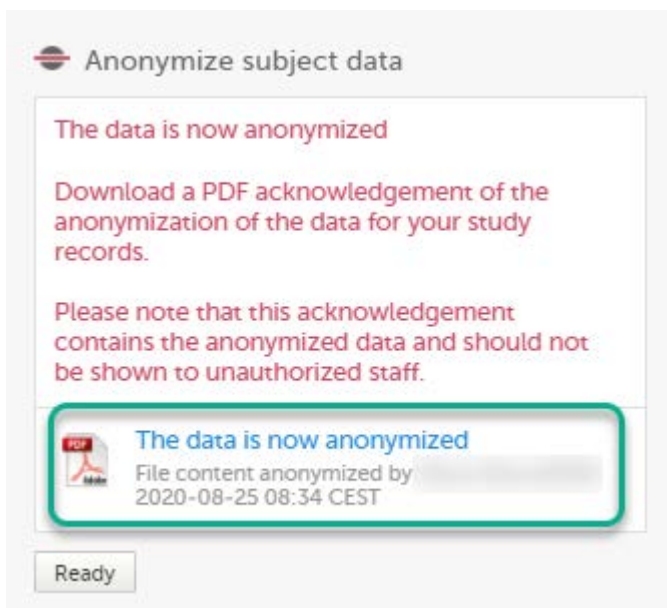 Anonymize subject data
The data is now anonymized
Download a PDF acknowledgement of the
anonymization of the data for your study
records.
Please note that this acknowledgement
contains the anonymized data and should not
be shown to unauthorized staff.
PDF
Adobe
The data is now anonymized
File content anonymized by
2020-08-25 08:34 CEST
Ready